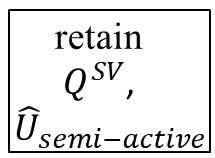 retain
Q^{SV},
Û_{semi−active}